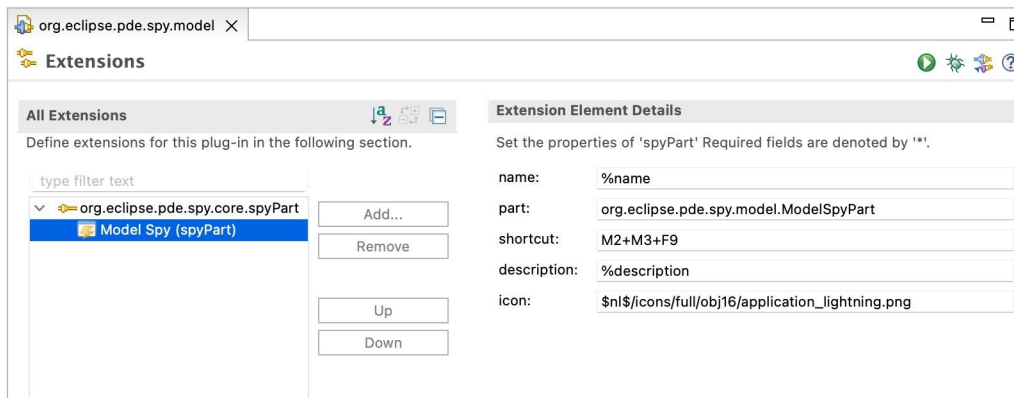 org.eclipse.pde.spy.model
Extensions
All Extensions
Define extensions for this plug-in in the following section.
type filter text
org.eclipse.pde.spy.core.spyPart
Model Spy (spyPart)
Add...
Remove
Up
Down
Extension Element Details
Set the properties of 'spyPart' Required fields are denoted by '*'.
name: %name
part: org.eclipse.pde.spy.model.ModelSpyPart
shortcut: M2+M3+F9
description: %description
icon: $nl$/icons/full/obj16/application_lightning.png